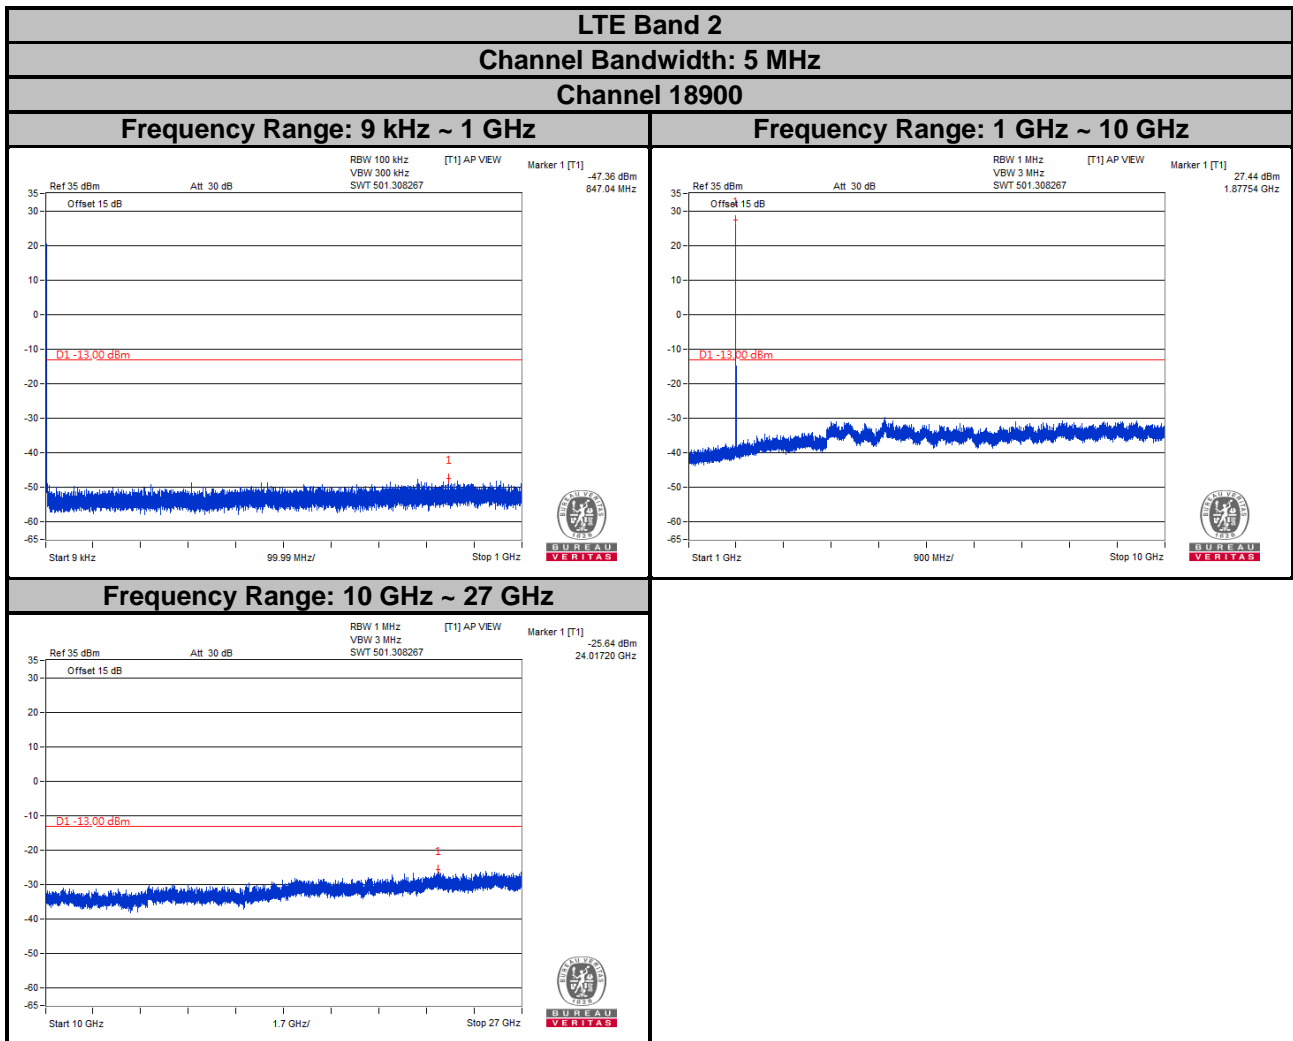 LTE Band 2
Channel Bandwidth: 5 MHz
Channel 18900
Frequency Range: 9 kHz ~ 1 GHz
RBW 100 kHz [T1] AP VIEW Marker 1 [T1]
VBW 300 kHz -47.36 dBm
Ref 35 dBm Att 30 dB SWT 501.308267 847.04 MHz
Offset 15 dB
35
30
20
10
0
-10
D1 -13.00 dBm
-20
-30
-40
1
-50
-60
-65
Start 9 kHz 99.99 MHz/ Stop 1 GHz
BUREAU VERITAS
1828
BUREAU
VERITAS
Frequency Range: 1 GHz ~ 10 GHz
RBW 1 MHz [T1] AP VIEW Marker 1 [T1]
VBW 3 MHz 27.44 dBm
Ref 35 dBm Att 30 dB SWT 501.308267 1.87754 GHz
Offset 15 dB
35
1
30
20
10
0
-10
D1 -13.00 dBm
-20
-30
-40
-50
-60
-65
Start 1 GHz 900 MHz/ Stop 10 GHz
BUREAU VERITAS
1828
BUREAU
VERITAS
Frequency Range: 10 GHz ~ 27 GHz
RBW 1 MHz [T1] AP VIEW Marker 1 [T1]
VBW 3 MHz -25.64 dBm
Ref 35 dBm Att 30 dB SWT 501.308267 24.01720 GHz
Offset 15 dB
35
30
20
10
0
-10
D1 -13.00 dBm
-20
1
-30
-40
-50
-60
-65
Start 10 GHz 1.7 GHz/ Stop 27 GHz
BUREAU VERITAS
1828
BUREAU
VERITAS